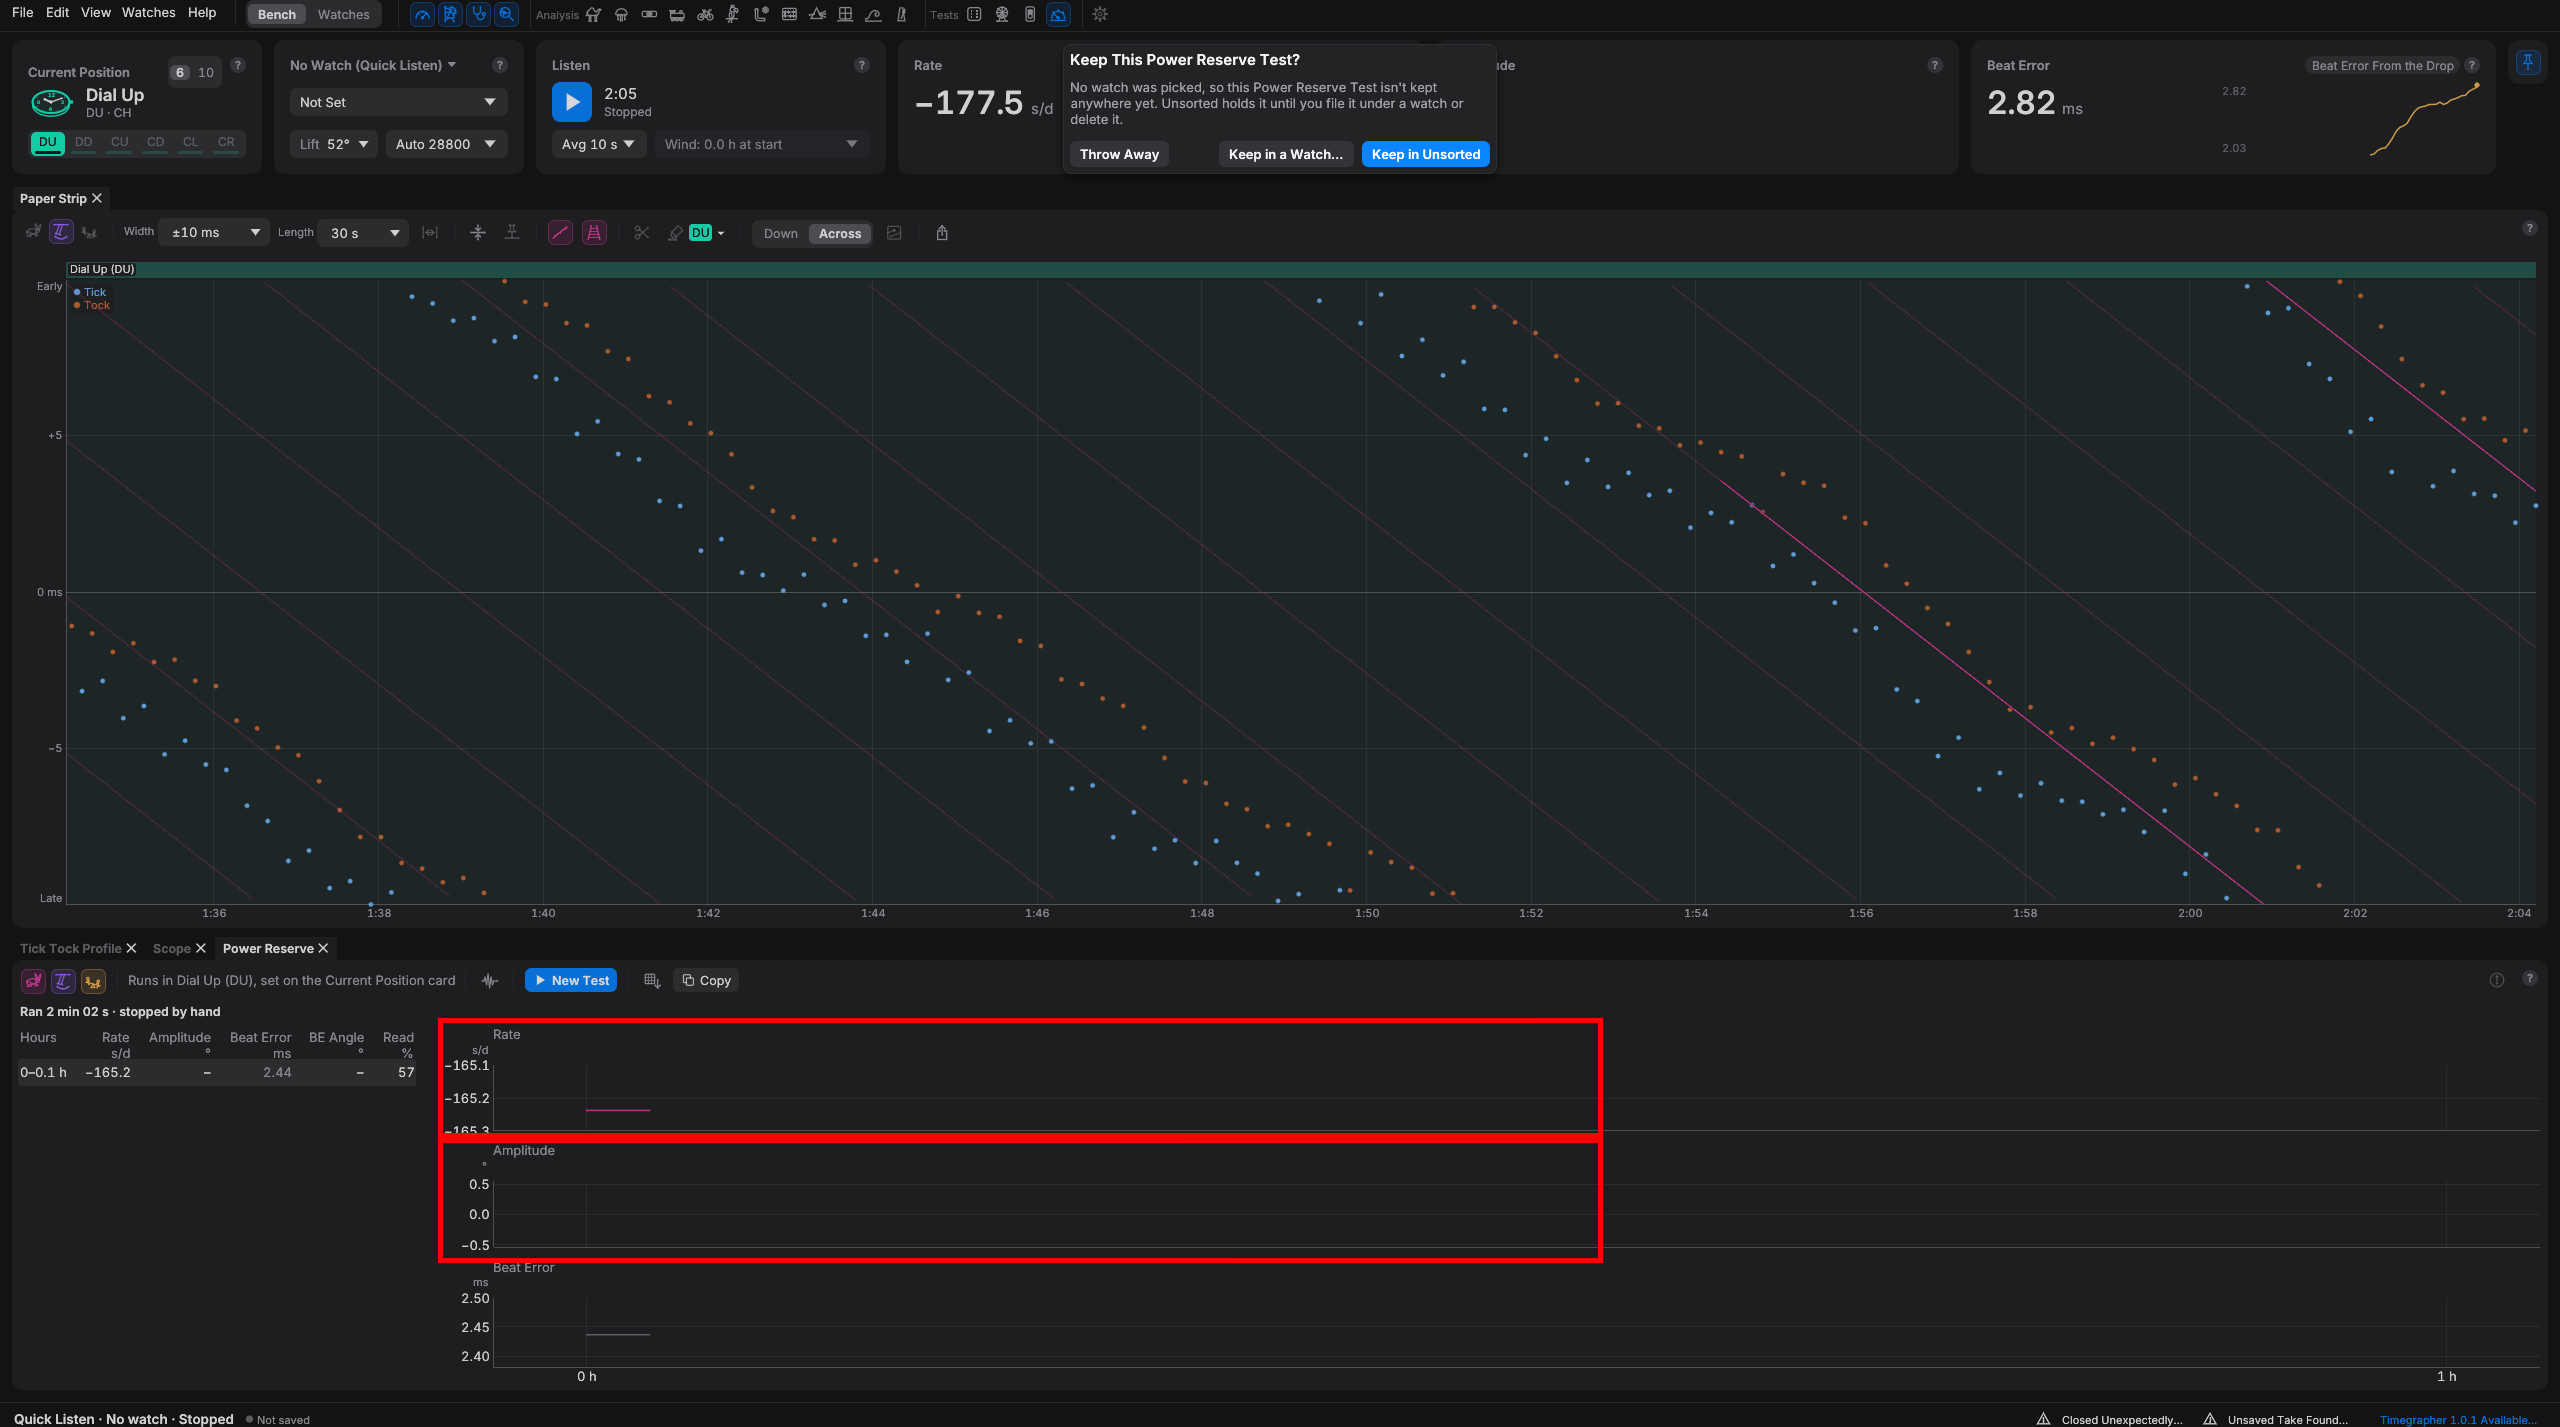 File Edit View Watches Help Bench Watches Analysis Tests
Current Position 6 10 ?
Dial Up
DU · CH
DU DD CU CD CL CR
No Watch (Quick Listen) ?
Not Set
Lift 52° Auto 28800
Listen ?
2:05
Stopped
Avg 10 s Wind: 0.0 h at start
Rate
−177.5 s/d
Keep This Power Reserve Test?
No watch was picked, so this Power Reserve Test isn't kept
anywhere yet. Unsorted holds it until you file it under a watch or
delete it.
Throw Away Keep in a Watch... Keep in Unsorted
ude ?
Beat Error Beat Error From the Drop ?
2.82 ms
2.82
2.03
Paper Strip
Width ±10 ms Length 30 s DU Down Across ?
Dial Up (DU)
Early
Tick
Tock
+5
0 ms
−5
Late
1:36 1:38 1:40 1:42 1:44 1:46 1:48 1:50 1:52 1:54 1:56 1:58 2:00 2:02 2:04
Tick Tock Profile Scope Power Reserve
Runs in Dial Up (DU), set on the Current Position card New Test Copy ?
Ran 2 min 02 s · stopped by hand
Hours Rate Amplitude Beat Error BE Angle Read
s/d ° ms ° %
0–0.1 h −165.2 – 2.44 – 57
Rate
s/d
−165.1
−165.2
−165.3
Amplitude
°
0.5
0.0
−0.5
Beat Error
ms
2.50
2.45
2.40
0 h 1 h
Quick Listen · No watch · Stopped Not saved Closed Unexpectedly... Unsaved Take Found... Timegrapher 1.0.1 Available...